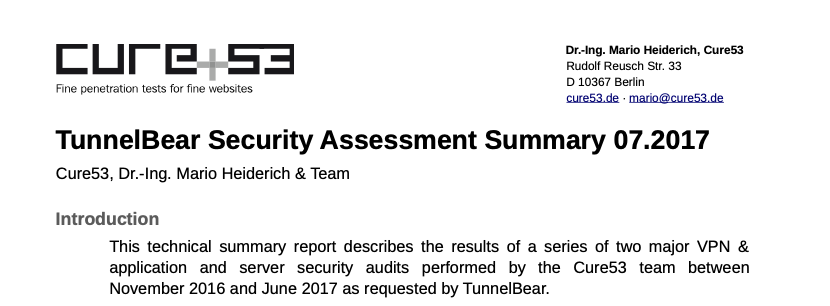 cure+53
Fine penetration tests for fine websites
Dr.-Ing. Mario Heiderich, Cure53
Rudolf Reusch Str. 33
D 10367 Berlin
cure53.de · mario@cure53.de
TunnelBear Security Assessment Summary 07.2017
Cure53, Dr.-Ing. Mario Heiderich & Team
Introduction
This technical summary report describes the results of a series of two major VPN &
application and server security audits performed by the Cure53 team between
November 2016 and June 2017 as requested by TunnelBear.